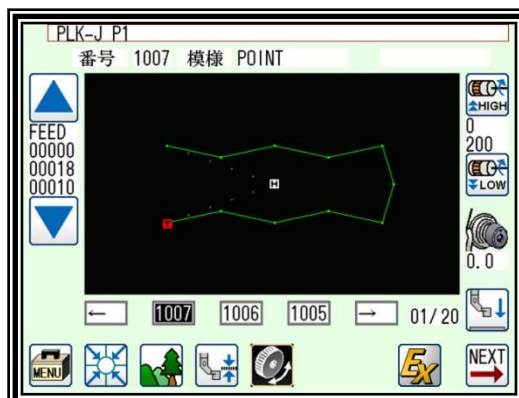 PLK-J P1
番号 1007 模様 POINT
FEED
00000
00018
00010
HIGH
0
200
LOW
0.0
H
T
← 1007 1006 1005 → 01/20
MENU
Ex
NEXT